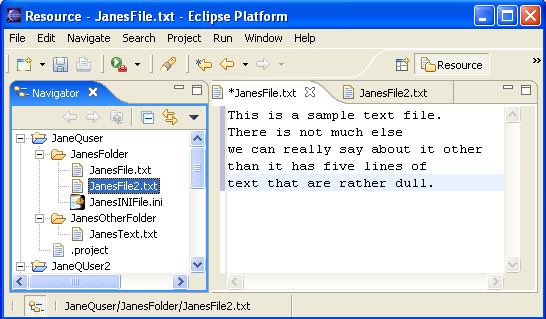 Resource - JanesFile.txt - Eclipse Platform
File Edit Navigate Search Project Run Window Help
Resource
Navigator
*JanesFile.txt
JanesFile2.txt
JaneQuser
JanesFolder
JanesFile.txt
JanesFile2.txt
JanesINIFile.ini
JanesOtherFolder
JanesText.txt
.project
JaneQUser2
This is a sample text file.
There is not much else
we can really say about it other
than it has five lines of
text that are rather dull.
JaneQuser/JanesFolder/JanesFile2.txt